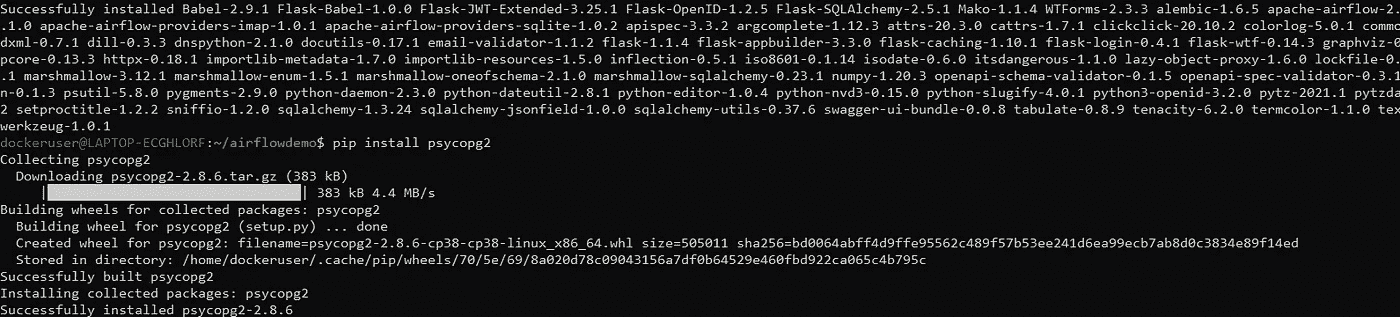 Successfully installed Babel-2.9.1 Flask-Babel-1.0.0 Flask-JWT-Extended-3.25.1 Flask-OpenID-1.2.5 Flask-SQLAlchemy-2.5.1 Mako-1.1.4 WTForms-2.3.3 alembic-1.6.5 apache-airflow-2.
.1.0 apache-airflow-providers-imap-1.0.1 apache-airflow-providers-sqlite-1.0.2 apispec-3.3.2 argcomplete-1.12.3 attrs-20.3.0 cattrs-1.7.1 clickclick-20.10.2 colorlog-5.0.1 commo
dxml-0.7.1 dill-0.3.3 dnspython-2.1.0 docutils-0.17.1 email-validator-1.1.2 flask-1.1.4 flask-appbuilder-3.3.0 flask-caching-1.10.1 flask-login-0.4.1 flask-wtf-0.14.3 graphviz-0
pcore-0.13.3 httpx-0.18.1 importlib-metadata-1.7.0 importlib-resources-1.5.0 inflection-0.5.1 iso8601-0.1.14 isodate-0.6.0 itsdangerous-1.1.0 lazy-object-proxy-1.6.0 lockfile-0.
.1 marshmallow-3.12.1 marshmallow-enum-1.5.1 marshmallow-oneofschema-2.1.0 marshmallow-sqlalchemy-0.23.1 numpy-1.20.3 openapi-schema-validator-0.1.5 openapi-spec-validator-0.3.1
n-0.1.3 psutil-5.8.0 pygments-2.9.0 python-daemon-2.3.0 python-dateutil-2.8.1 python-editor-1.0.4 python-nvd3-0.15.0 python-slugify-4.0.1 python3-openid-3.2.0 pytz-2021.1 pytzda
2 setproctitle-1.2.2 sniffio-1.2.0 sqlalchemy-1.3.24 sqlalchemy-jsonfield-1.0.0 sqlalchemy-utils-0.37.6 swagger-ui-bundle-0.0.8 tabulate-0.8.9 tenacity-6.2.0 termcolor-1.1.0 tex
werkzeug-1.0.1
dockeruser@LAPTOP-ECGHLORF:~/airflowdemo$ pip install psycopg2
Collecting psycopg2
Downloading psycopg2-2.8.6.tar.gz (383 kB)
| | 383 kB 4.4 MB/s
Building wheels for collected packages: psycopg2
Building wheel for psycopg2 (setup.py) ... done
Created wheel for psycopg2: filename=psycopg2-2.8.6-cp38-cp38-linux_x86_64.whl size=505011 sha256=bd0064abff4d9ffe95562c489f57b53ee241d6ea99ecb7ab8d0c3834e89f14ed
Stored in directory: /home/dockeruser/.cache/pip/wheels/70/5e/69/8a020d78c09043156a7df0b64529e460fbd922ca065c4b795c
Successfully built psycopg2
Installing collected packages: psycopg2
Successfully installed psycopg2-2.8.6